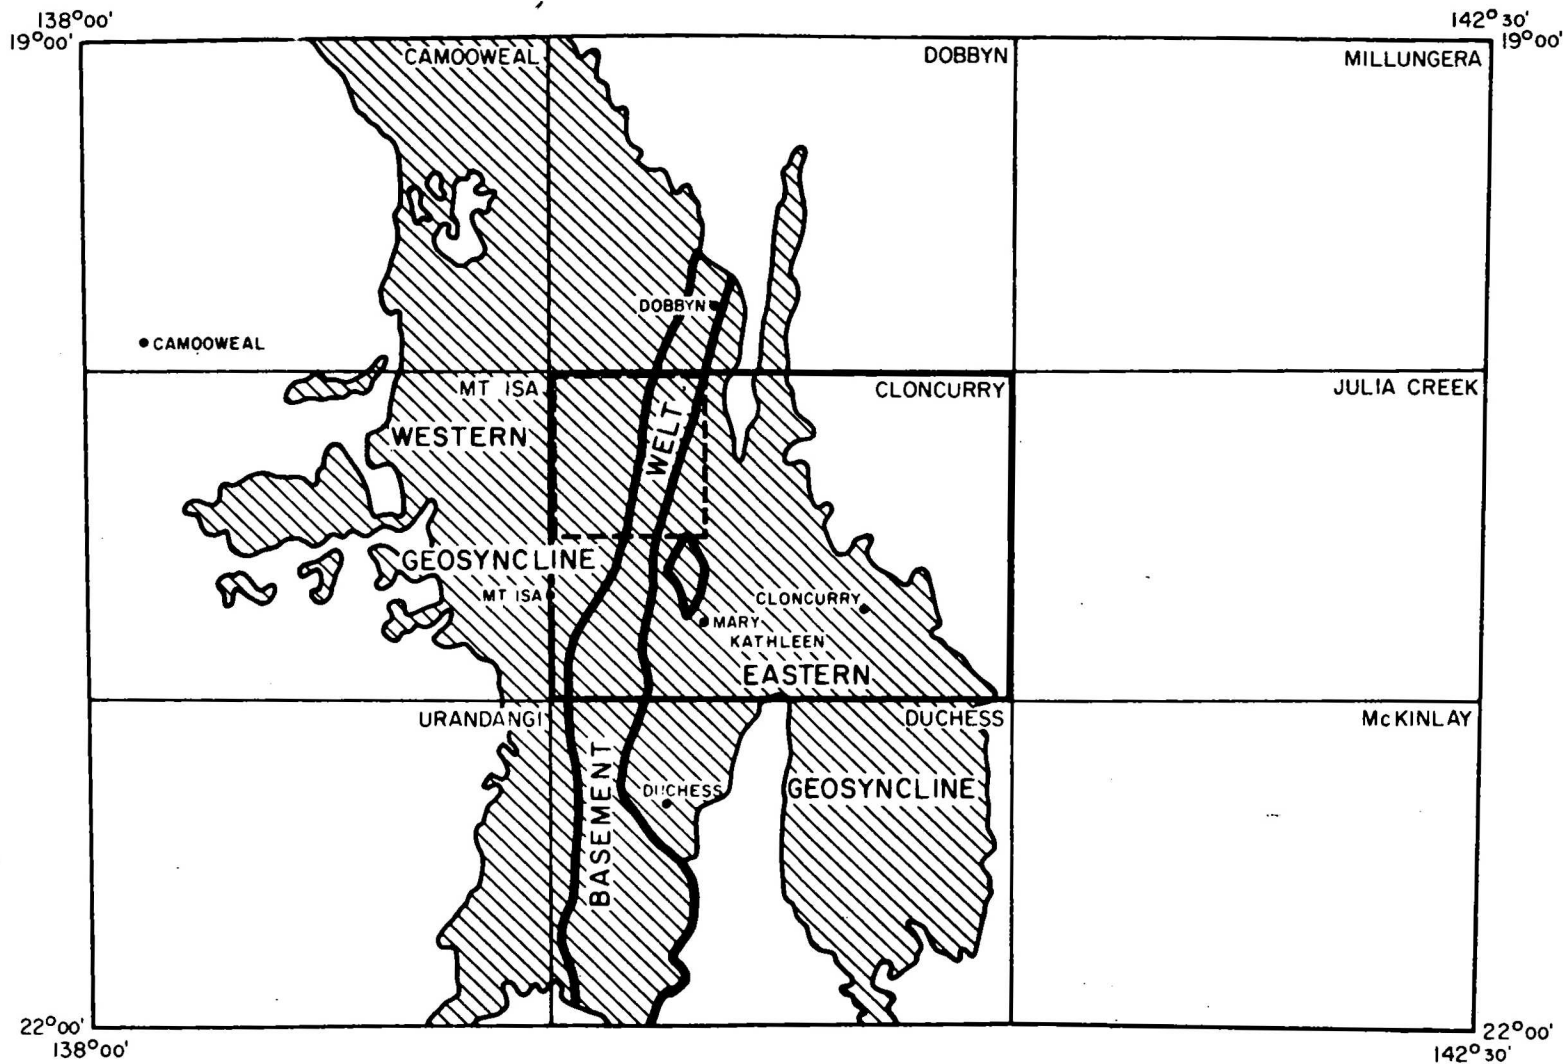 138°00' 142°30'
19°00' 19°00'
CAMOOWEAL DOBBYN MILLUNGERA
DOBBYN
CAMOOWEAL
MT ISA CLONCURRY JULIA CREEK
WESTERN
WELT
GEOSYNCLINE
MT ISA
CLONCURRY
MARY
KATHLEEN
EASTERN
URANDANGI DUCHESS McKINLAY
BASEMENT
DUCHESS
GEOSYNCLINE
22°00' 22°00'
138°00' 142°30'